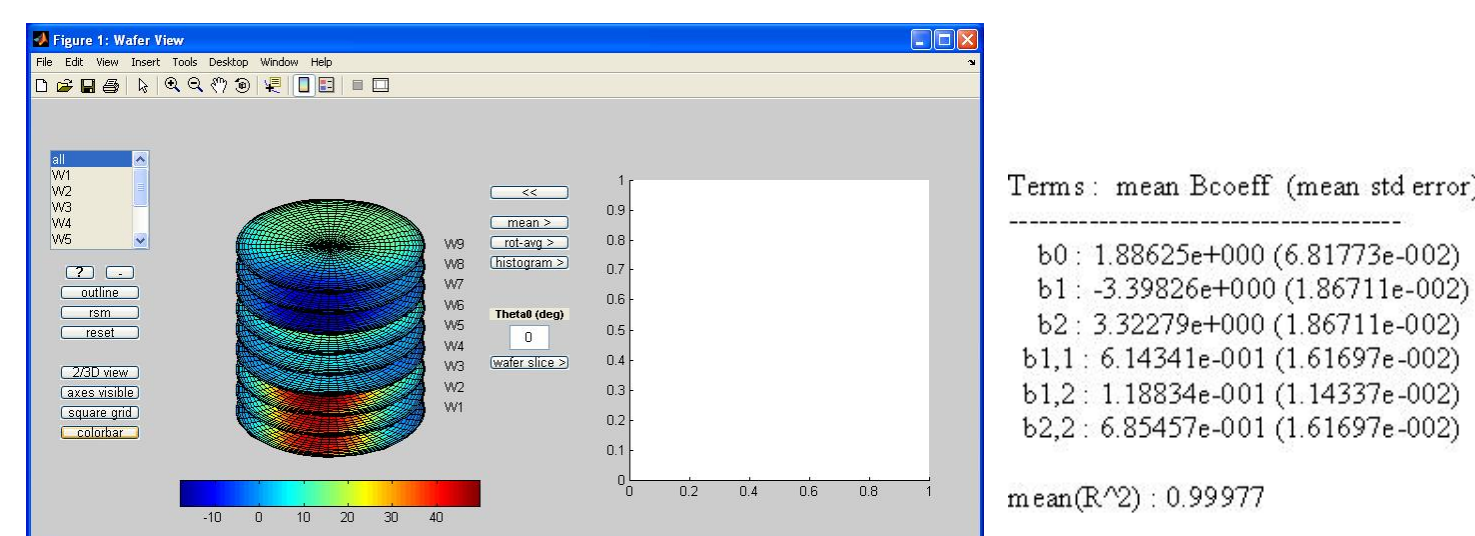 Figure 1: Wafer View
File Edit View Insert Tools Desktop Window Help
all
W1
W2
W3
W4
W5
?
-
outline
rsm
reset
2/3D view
axes visible
square grid
colorbar
W9
W8
W7
W6
W5
W4
W3
W2
W1
-10 0 10 20 30 40
<<
mean >
rot-avg >
histogram >
Theta0 (deg)
0
wafer slice >
1
0.9
0.8
0.7
0.6
0.5
0.4
0.3
0.2
0.1
0
0 0.2 0.4 0.6 0.8 1
Terms : mean Bcoeff (mean std error)
---------------------------------------
b0 : 1.88625e+000 (6.81773e-002)
b1 : -3.39826e+000 (1.86711e-002)
b2 : 3.32279e+000 (1.86711e-002)
b1,1 : 6.14341e-001 (1.61697e-002)
b1,2 : 1.18834e-001 (1.14337e-002)
b2,2 : 6.85457e-001 (1.61697e-002)
mean(R^2) : 0.99977